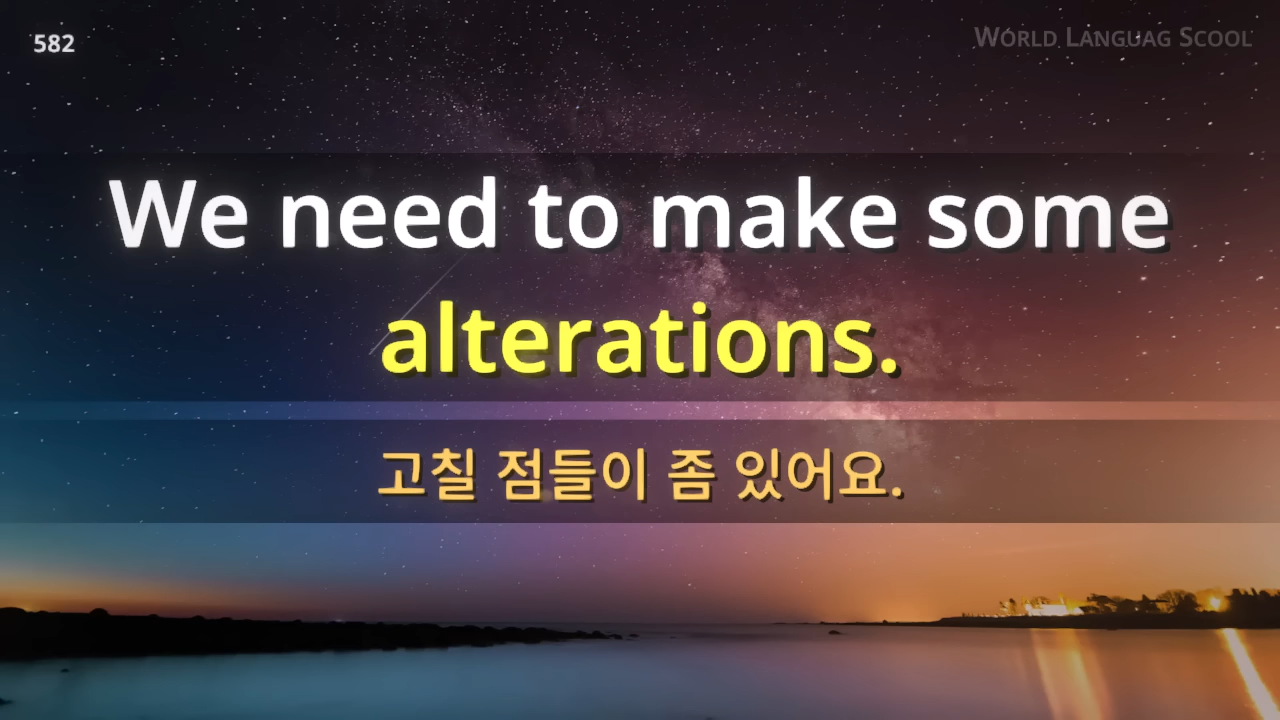 582
WORLD LANGUAG SCOOL
We need to make some
alterations.
고칠 점들이 좀 있어요.